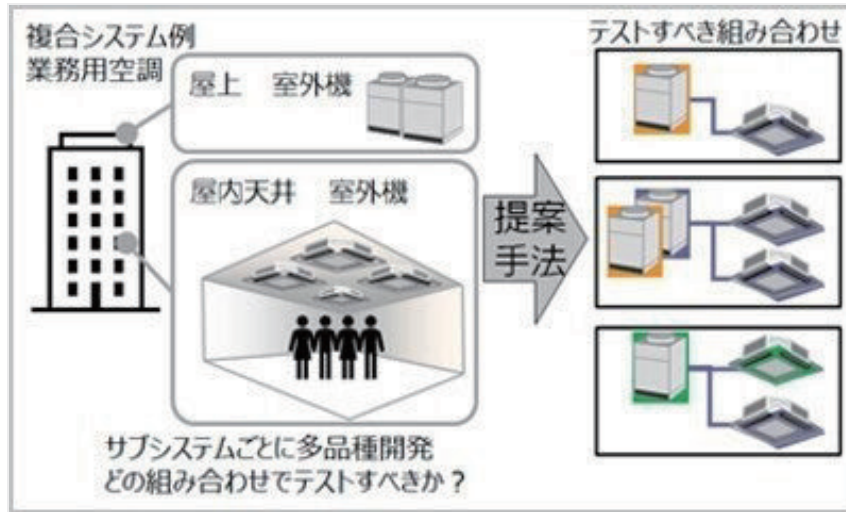 複合システム例
業務用空調
屋上　室外機
屋内天井　室外機
サブシステムごとに多品種開発
どの組み合わせでテストすべきか？
提案
手法
テストすべき組み合わせ